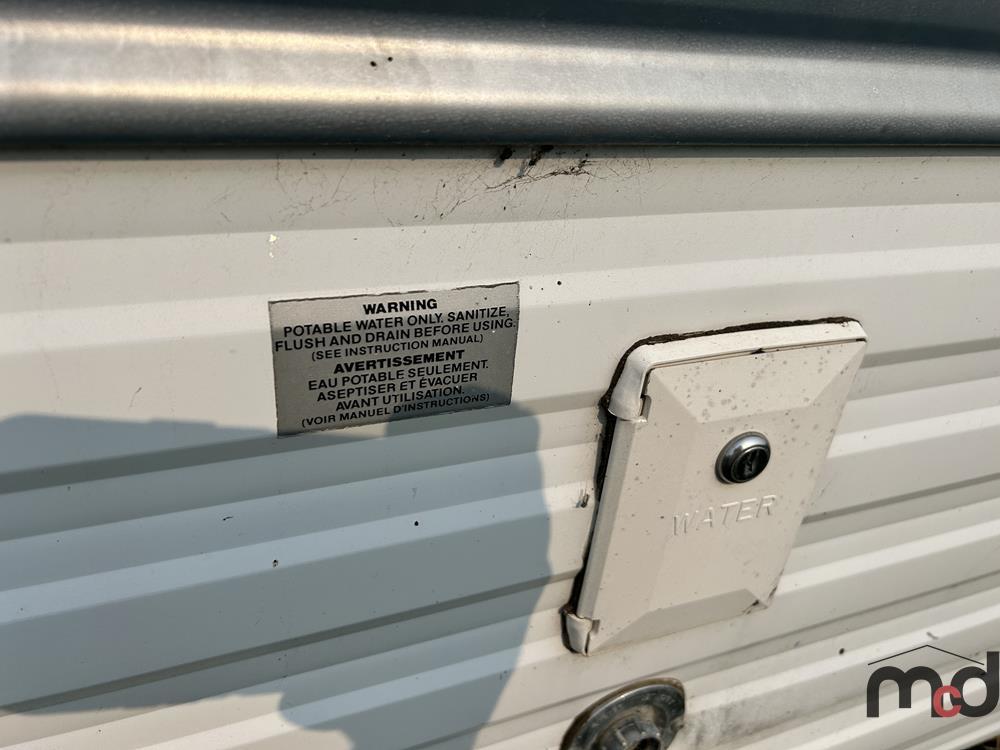 WARNING
POTABLE WATER ONLY. SANITIZE,
FLUSH AND DRAIN BEFORE USING.
(SEE INSTRUCTION MANUAL)
AVERTISSEMENT
EAU POTABLE SEULEMENT.
ASEPTISER ET ÉVACUER
AVANT UTILISATION.
(VOIR MANUEL D'INSTRUCTIONS)
WATER
mcd